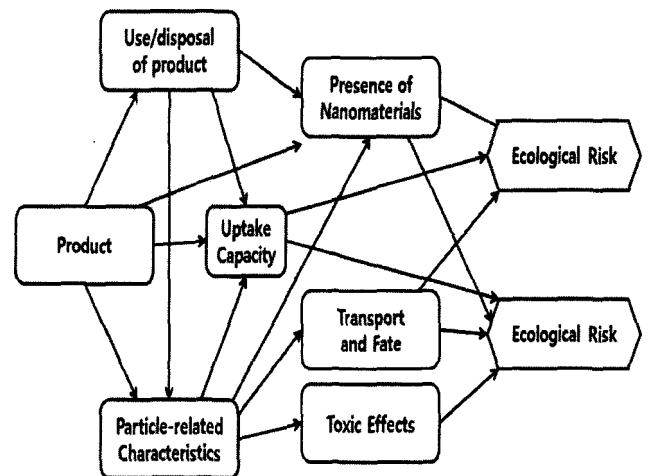 Use/disposal
of product
Presence of
Nanomaterials
Ecological Risk
Product
Uptake
Capacity
Transport
and Fate
Ecological Risk
Particle-related
Characteristics
Toxic Effects